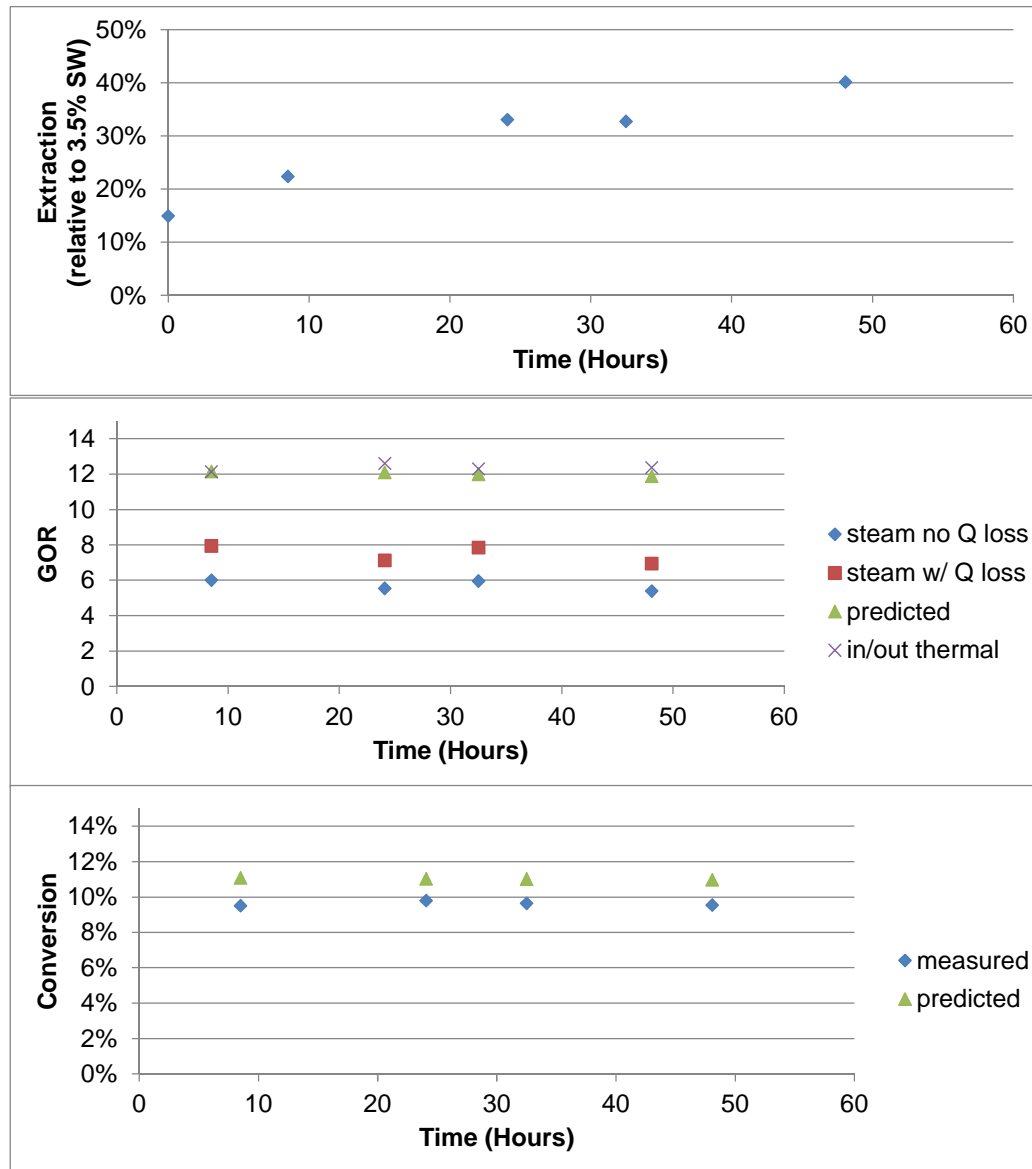 Extraction
(relative to 3.5% SW)
50%
40%
30%
20%
10%
0%
0 10 20 30 40 50 60
Time (Hours)
GOR
14
12
10
8
6
4
2
0
0 10 20 30 40 50 60
Time (Hours)
steam no Q loss
steam w/ Q loss
predicted
in/out thermal
Conversion
14%
12%
10%
8%
6%
4%
2%
0%
0 10 20 30 40 50 60
Time (Hours)
measured
predicted